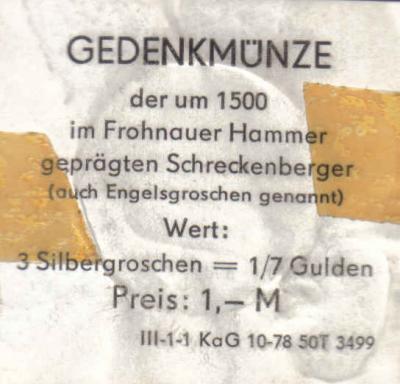 GEDENKMÜNZE
der um 1500
im Frohnauer Hammer
geprägten Schreckenberger
(auch Engelsgroschen genannt)
Wert:
3 Silbergroschen = 1/7 Gulden
Preis: 1,– M
III-1-1 KaG 10-78 50T 3499